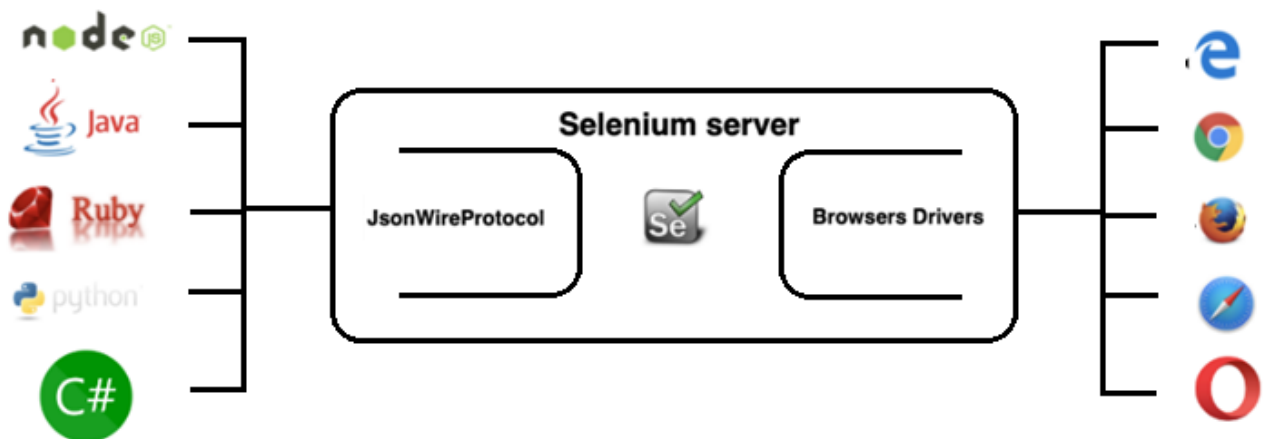 node JS
Java
Ruby
python
C#
Selenium server
JsonWireProtocol
Se
Browsers Drivers